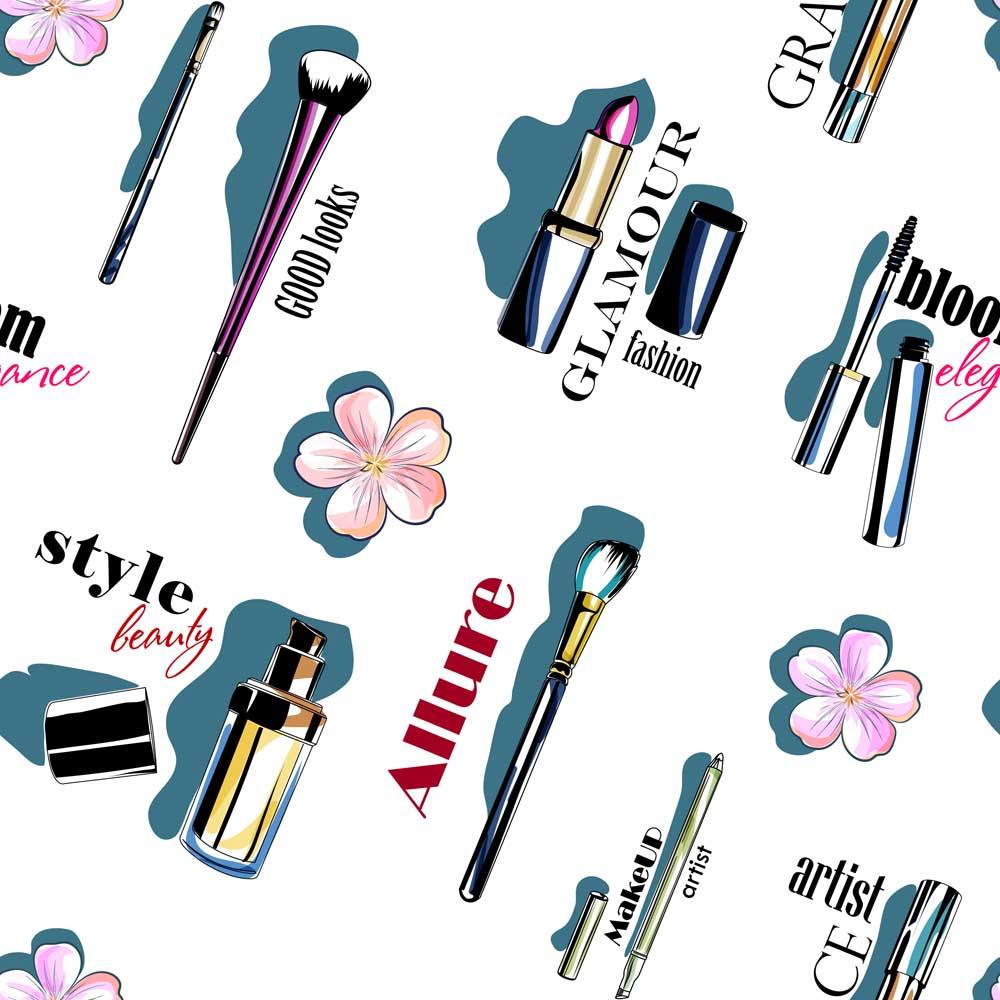 GRA
GOOD looks
GLAMOUR
fashion
bloo
eleg
om
ance
style
beauty
Allure
MakeUP
artist
artist
CE